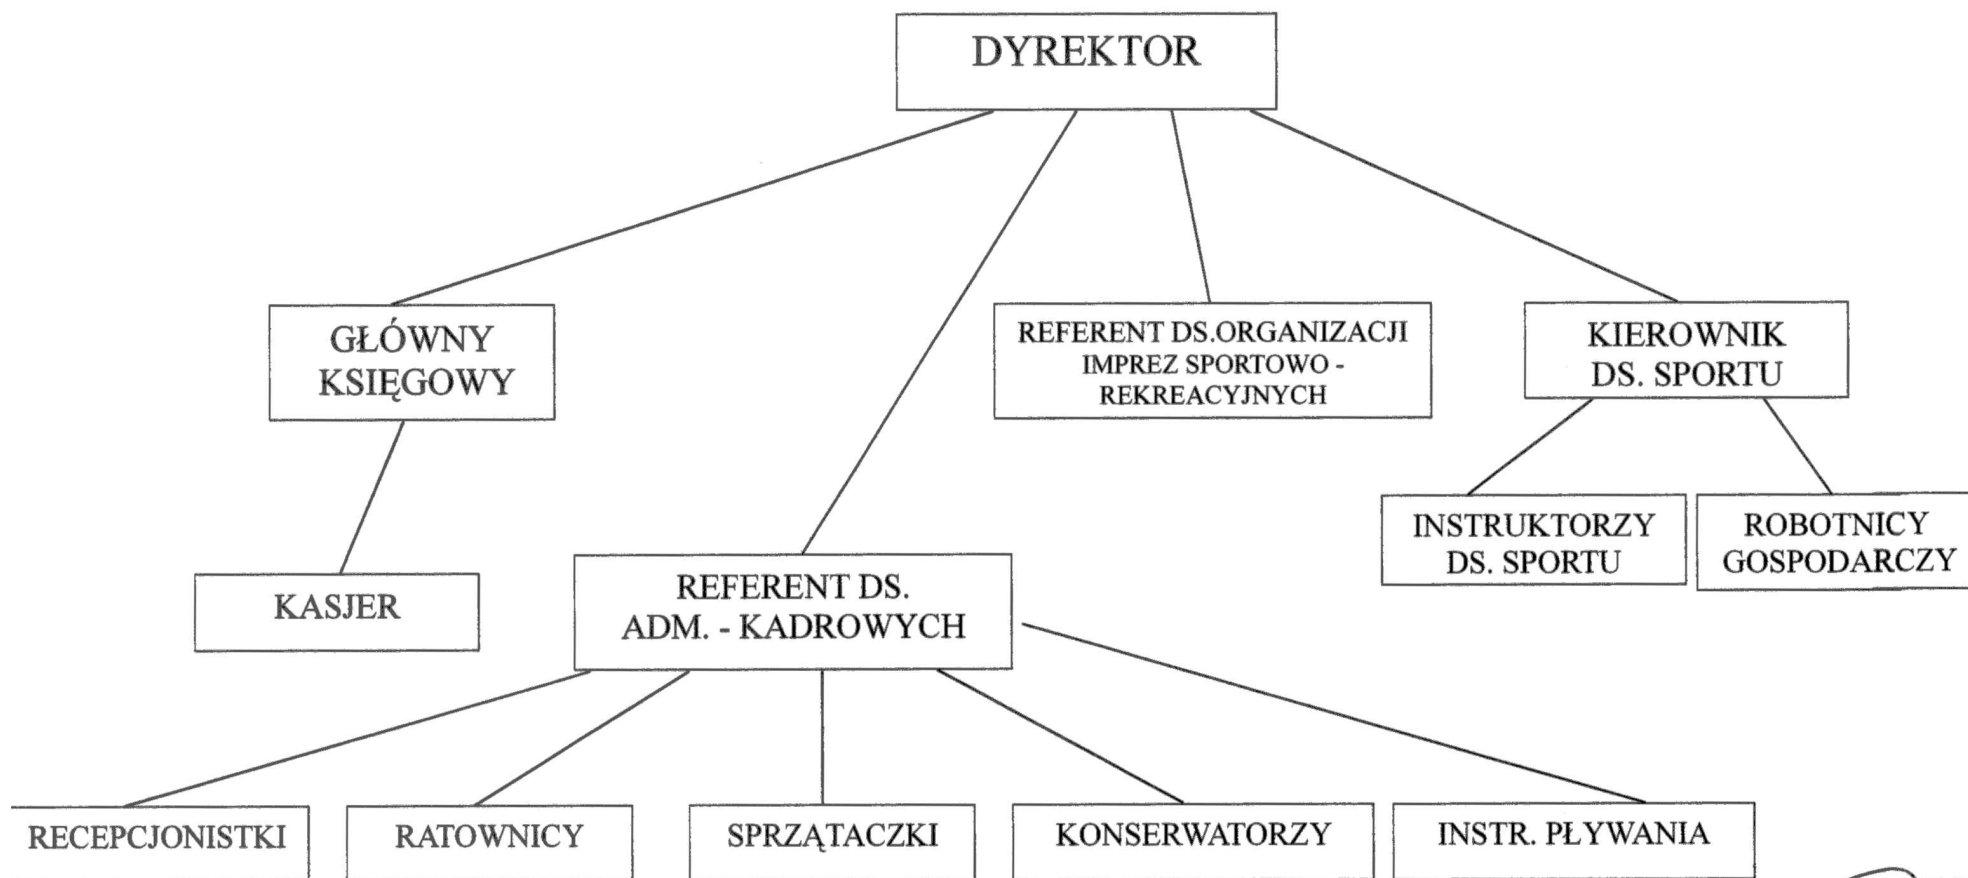 DYREKTOR
GŁÓWNY
KSIĘGOWY
REFERENT DS.ORGANIZACJI
IMPREZ SPORTOWO -
REKREACYJNYCH
KIEROWNIK
DS. SPORTU
INSTRUKTORZY
DS. SPORTU
ROBOTNICY
GOSPODARCZY
KASJER
REFERENT DS.
ADM. - KADROWYCH
RECEPCJONISTKI
RATOWNICY
SPRZĄTACZKI
KONSERWATORZY
INSTR. PŁYWANIA